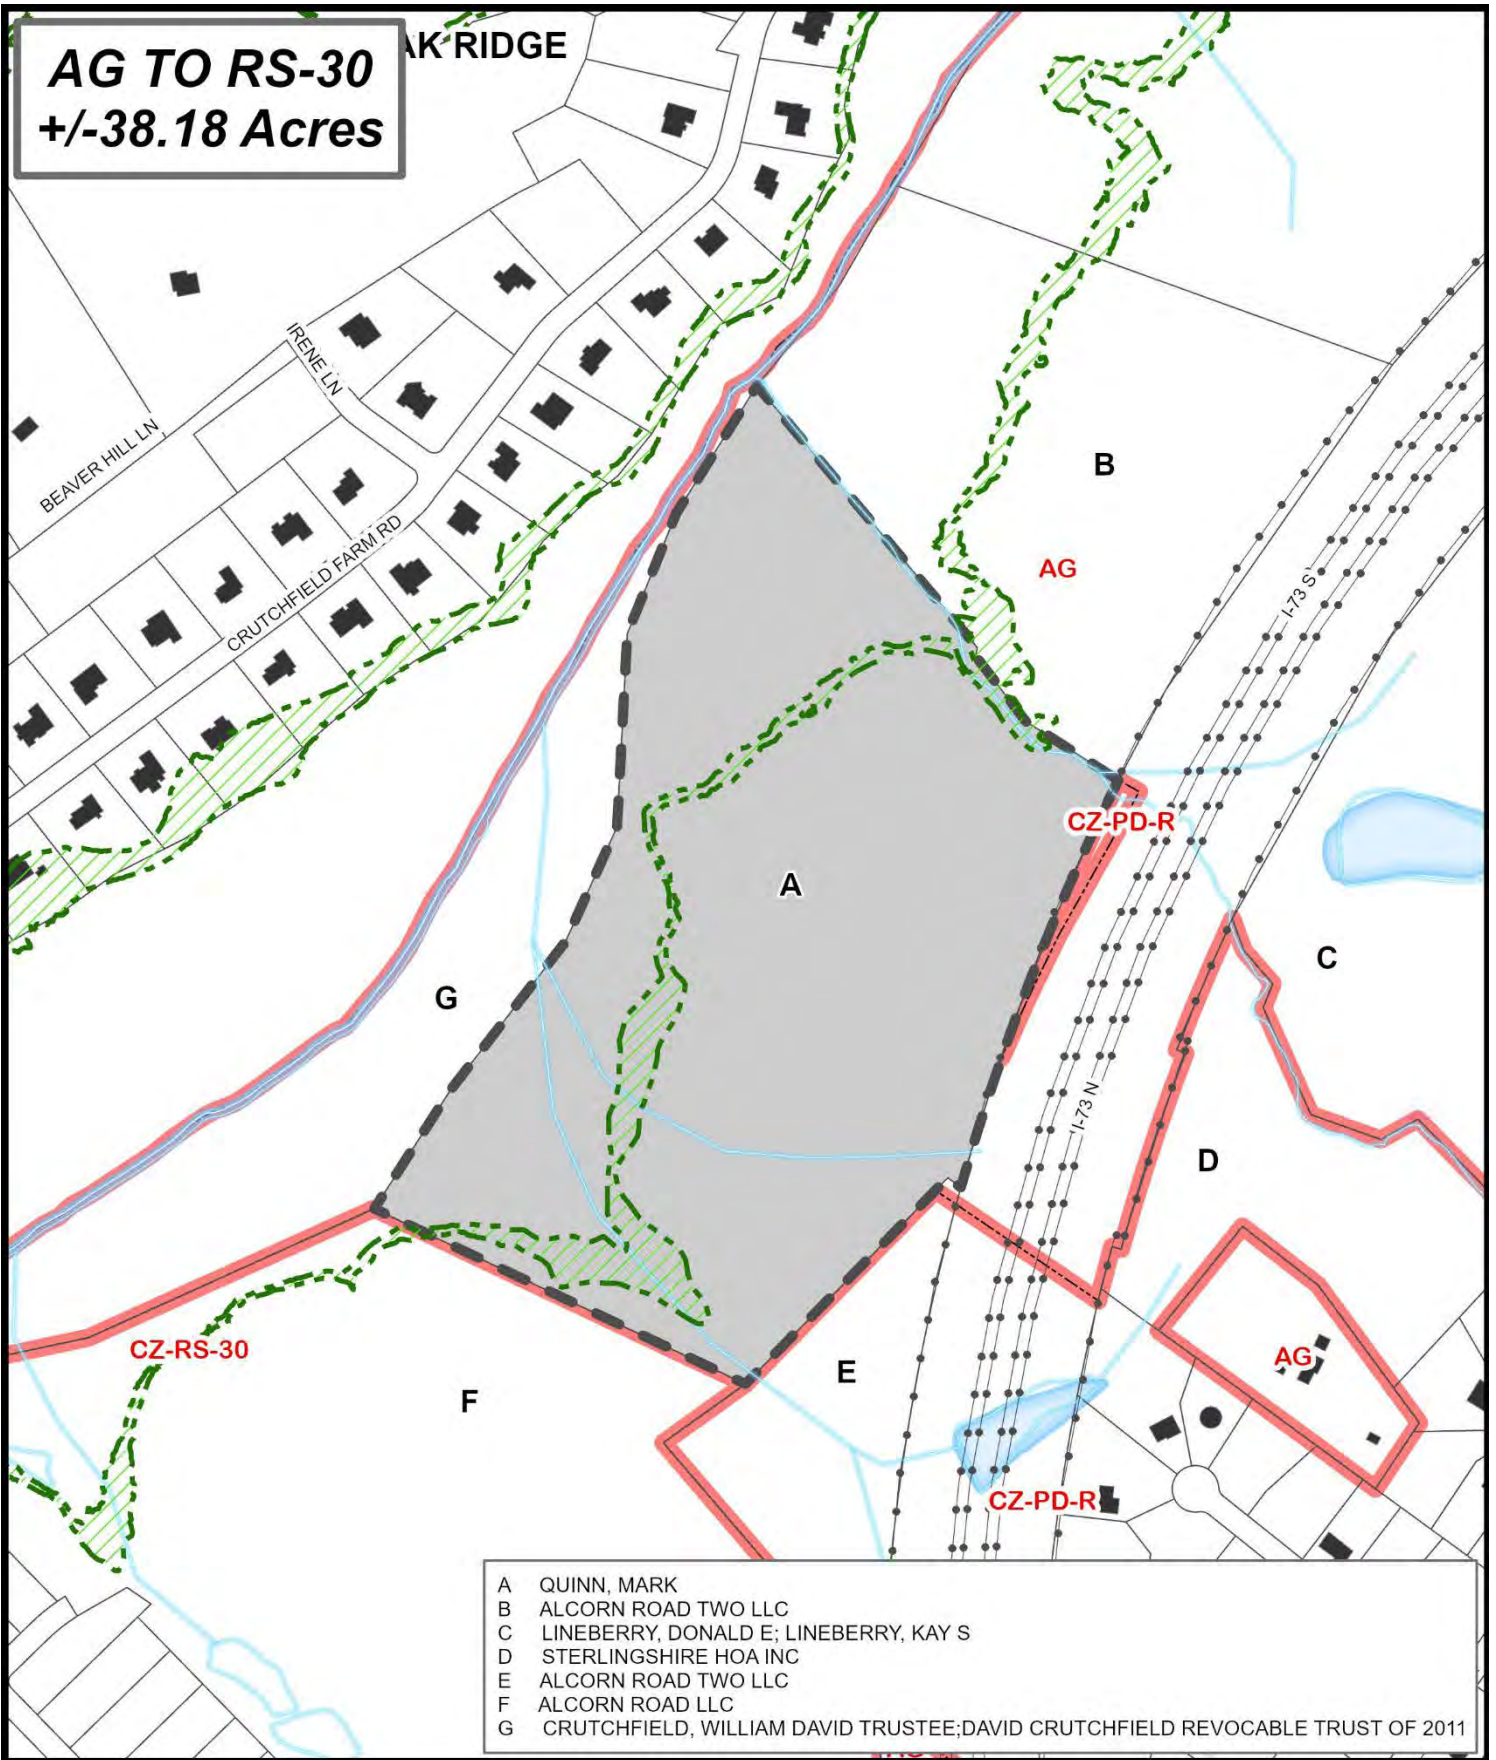 AG TO RS-30
+/-38.18 Acres
AK RIDGE
IRENE LN
BEAVER HILL LN
CRUTCHFIELD FARM RD
B
AG
I-73 S
CZ-PD-R
A
C
G
I-73 N
D
CZ-RS-30
AG
E
F
CZ-PD-R
A QUINN, MARK
B ALCORN ROAD TWO LLC
C LINEBERRY, DONALD E; LINEBERRY, KAY S
D STERLINGSHIRE HOA INC
E ALCORN ROAD TWO LLC
F ALCORN ROAD LLC
G CRUTCHFIELD, WILLIAM DAVID TRUSTEE;DAVID CRUTCHFIELD REVOCABLE TRUST OF 2011